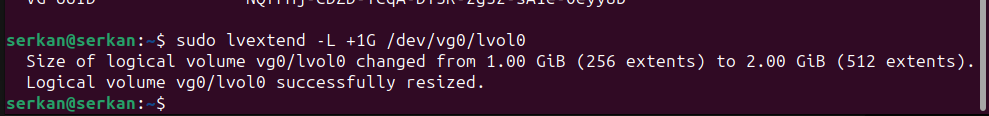 serkan@serkan:~$ sudo lvextend -L +1G /dev/vg0/lvol0
  Size of logical volume vg0/lvol0 changed from 1.00 GiB (256 extents) to 2.00 GiB (512 extents).
  Logical volume vg0/lvol0 successfully resized.
serkan@serkan:~$